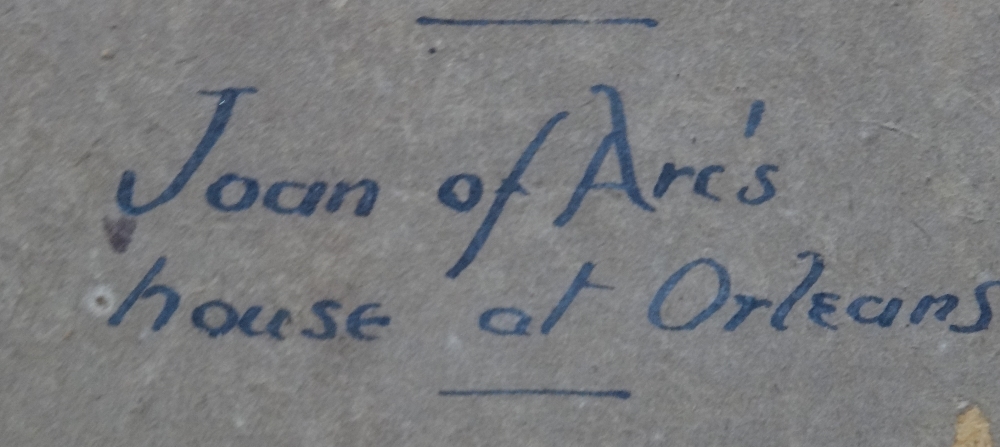 Joan of Arc's
house at Orleans